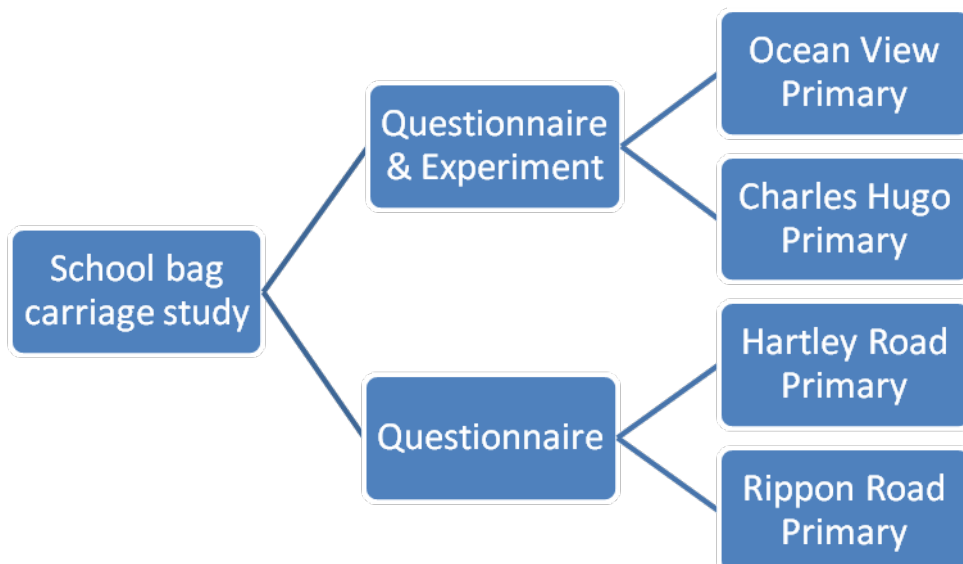 School bag
carriage study
Questionnaire
& Experiment
Ocean View
Primary
Charles Hugo
Primary
Questionnaire
Hartley Road
Primary
Rippon Road
Primary